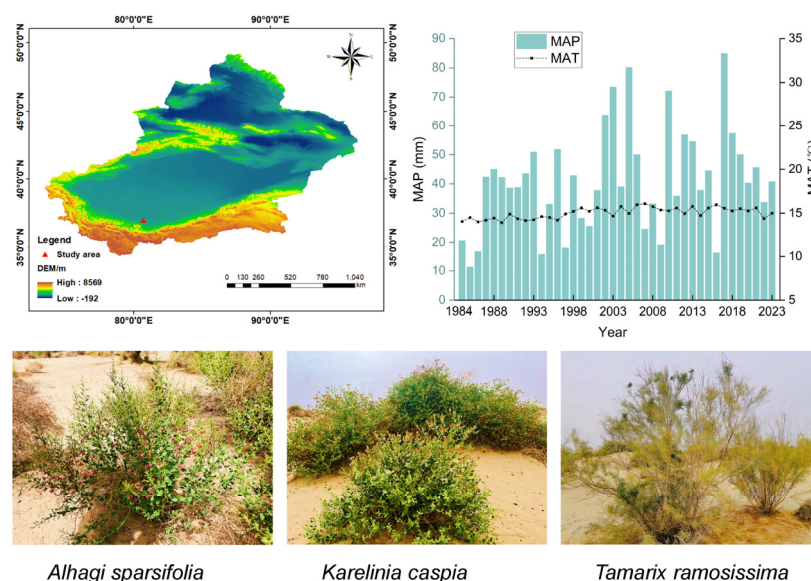 80°0'0"E
90°0'0"E
50°0'0"N
50°0'0"N
45°0'0"N
45°0'0"N
40°0'0"N
40°0'0"N
35°0'0"N
35°0'0"N
N
S
W
E
Legend
Study area
DEM/m
High : 8569
Low : -192
0 130 260 520 780 1,040
km
80°0'0"E
90°0'0"E
MAP
MAT
MAP (mm)
90
80
70
60
50
40
30
20
10
0
MAT (℃)
35
30
25
20
15
10
5
1984 1988 1993 1998 2003 2008 2013 2018 2023
Year
Alhagi sparsifolia
Karelinia caspia
Tamarix ramosissima